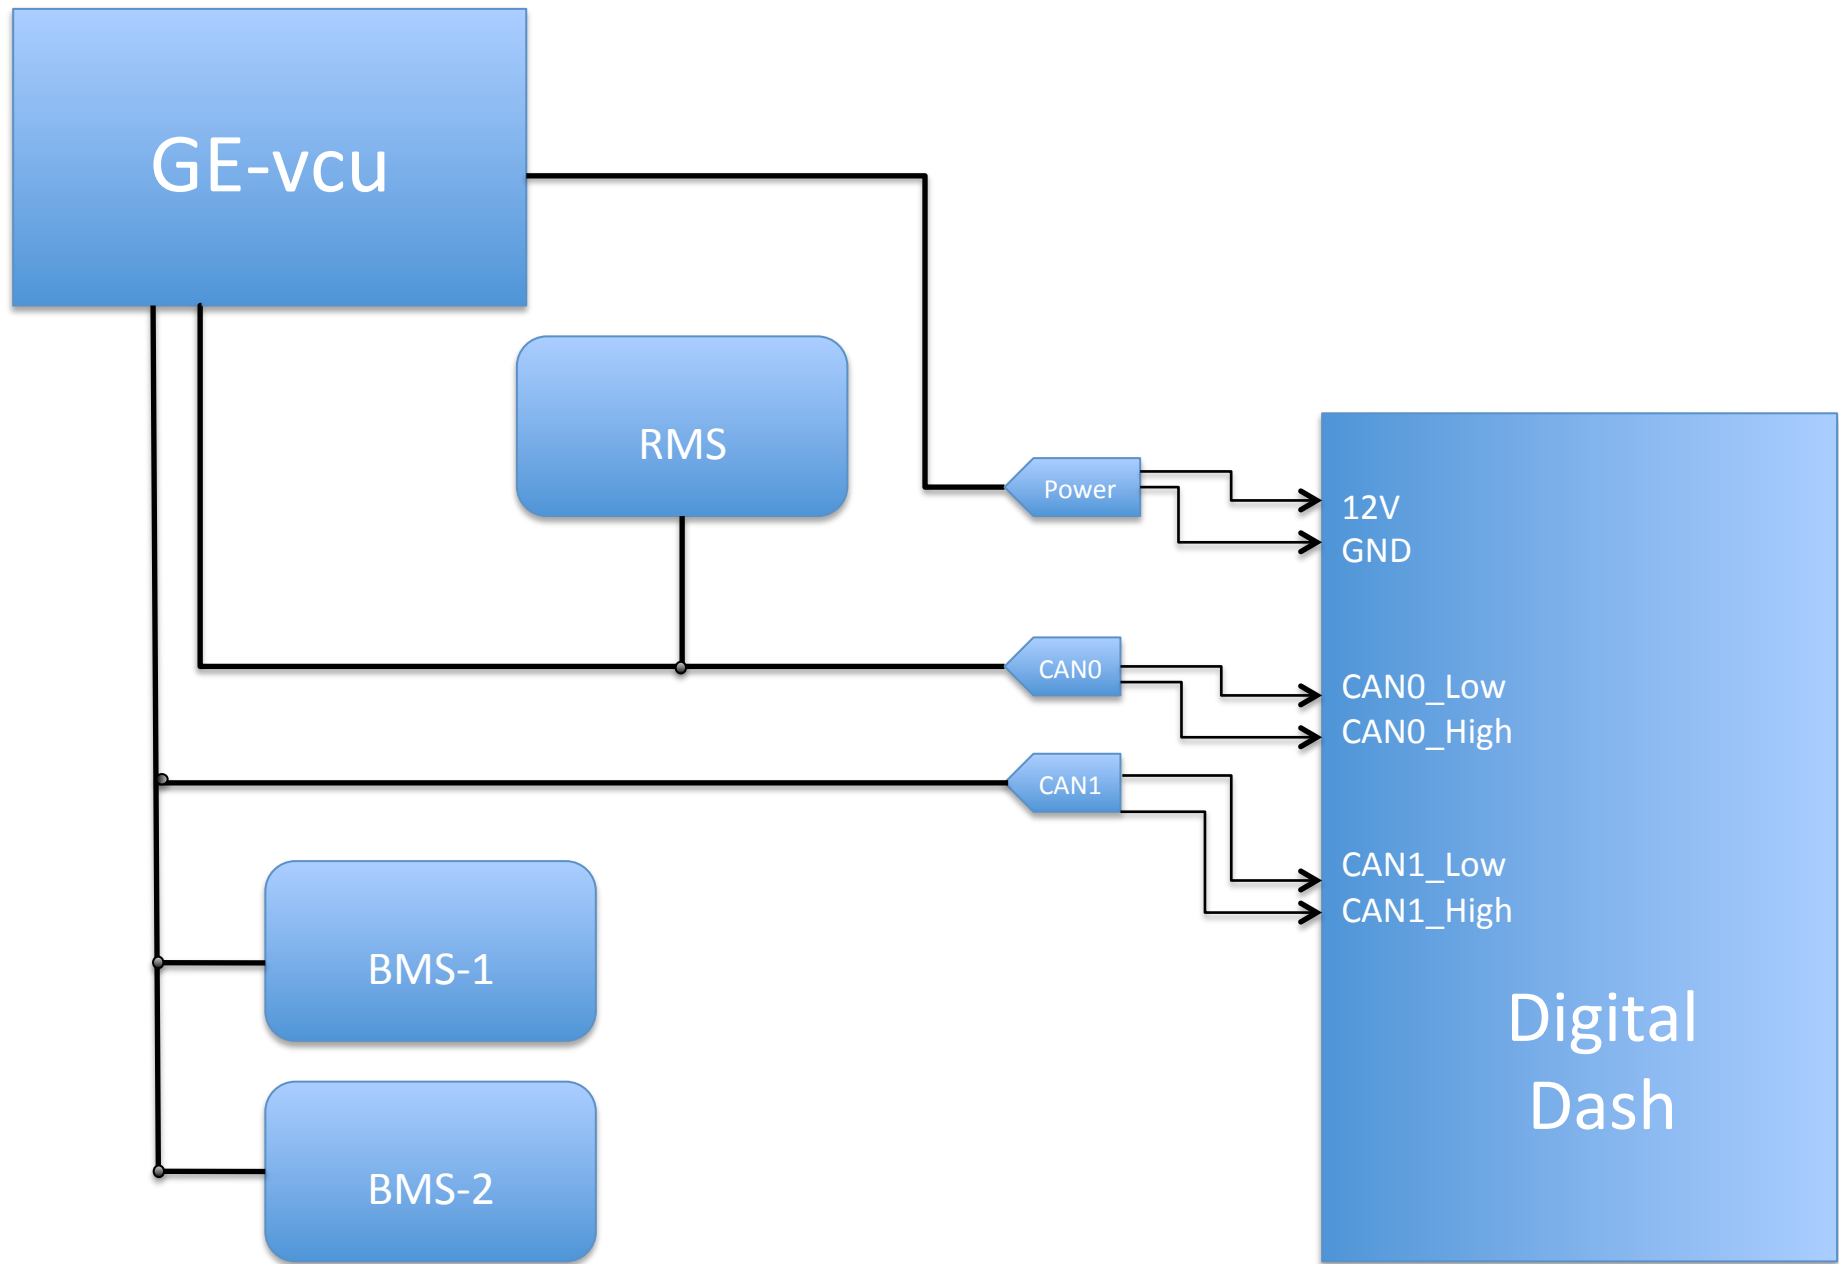 GE-vcu
RMS
Power
12V
GND
CAN0
CAN0_Low
CAN0_High
CAN1
CAN1_Low
CAN1_High
BMS-1
Digital
Dash
BMS-2